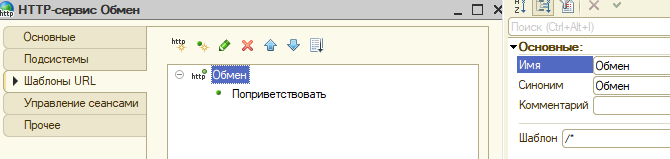 HTTP-сервис Обмен
Основные
Подсистемы
Шаблоны URL
Управление сеансами
Прочее
http
http Обмен
Поприветствовать
Поиск (Ctrl+Alt+I)
Основные:
Имя Обмен
Синоним Обмен
Комментарий
Шаблон /*